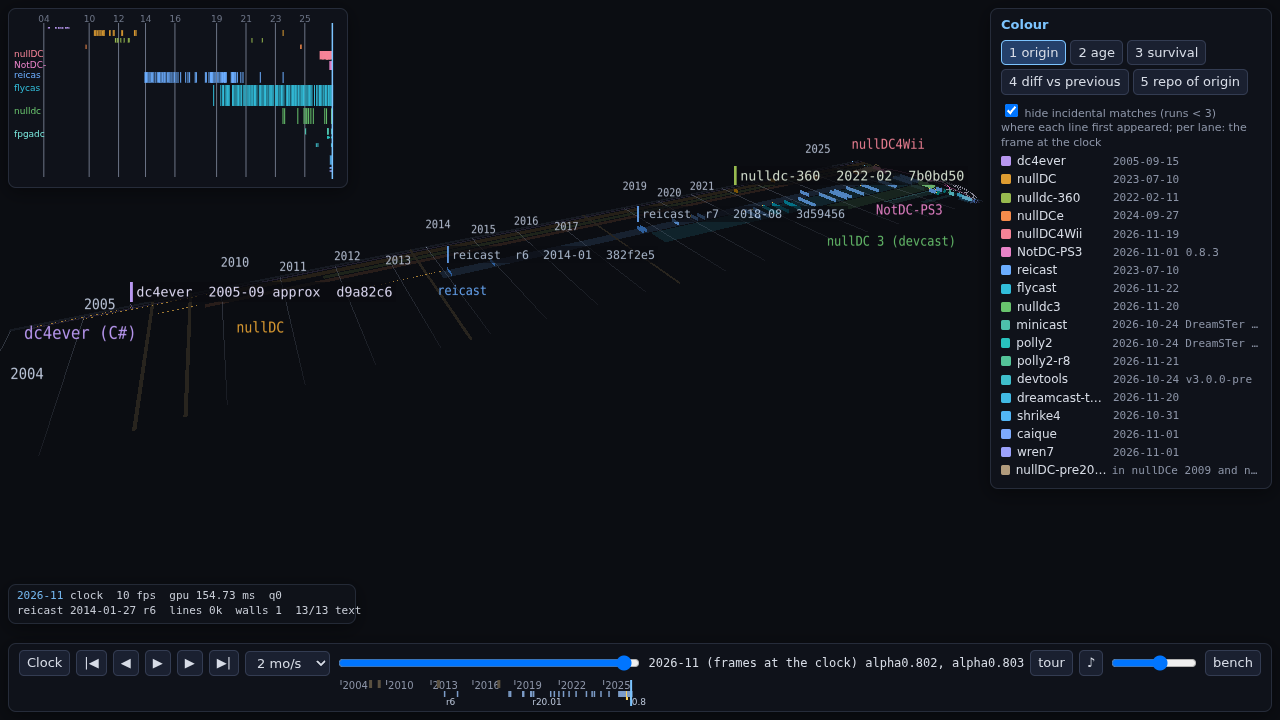 04 10 12 14 16 19 21 23 25
nullDC
NotDC-
reicas
flycas
nulldc
fpgadc
Colour
1 origin 2 age 3 survival
4 diff vs previous 5 repo of origin
hide incidental matches (runs < 3)
where each line first appeared; per lane: the
frame at the clock
dc4ever 2005-09-15
nullDC 2023-07-10
nulldc-360 2022-02-11
nullDCe 2024-09-27
nullDC4Wii 2026-11-19
NotDC-PS3 2026-11-01 0.8.3
reicast 2023-07-10
flycast 2026-11-22
nulldc3 2026-11-20
minicast 2026-10-24 DreamSTer …
polly2 2026-10-24 DreamSTer …
polly2-r8 2026-11-21
devtools 2026-10-24 v3.0.0-pre
dreamcast-t… 2026-11-20
shrike4 2026-10-31
caique 2026-11-01
wren7 2026-11-01
nullDC-pre20… in nullDCe 2009 and n…
2025 nullDC4Wii
nulldc-360 2022-02 7b0bd50
2019 2020 2021
reicast r7 2018-08 3d59456
NotDC-PS3
nullDC 3 (devcast)
2014 2015 2016 2017
reicast r6 2014-01 382f2e5
2010 2011 2012 2013
dc4ever 2005-09 approx d9a82c6
reicast
2005
dc4ever (C#)
nullDC
2004
2026-11 clock 10 fps gpu 154.73 ms q0
reicast 2014-01-27 r6 lines 0k walls 1 13/13 text
Clock |◀ ◀ ▶ ▶ ▶| 2 mo/s 2026-11 (frames at the clock) alpha0.802, alpha0.803 tour ♪ bench
2004 2010 2013 2016 2019 2022 2025
r6 r20.01 0.8